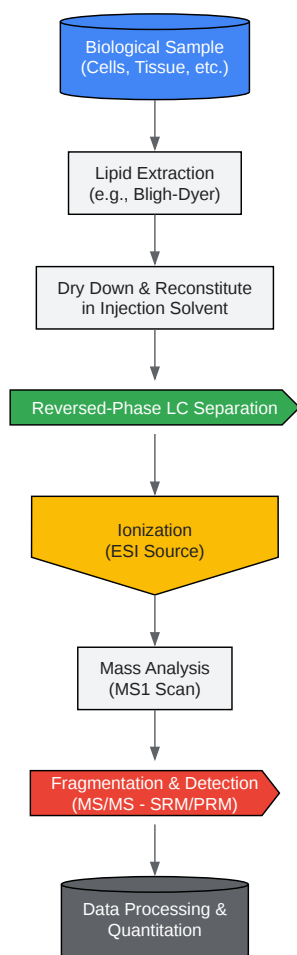 Biological Sample
(Cells, Tissue, etc.)
Lipid Extraction
(e.g., Bligh-Dyer)
Dry Down & Reconstitute
in Injection Solvent
Reversed-Phase LC Separation
Ionization
(ESI Source)
Mass Analysis
(MS1 Scan)
Fragmentation & Detection
(MS/MS - SRM/PRM)
Data Processing &
Quantitation